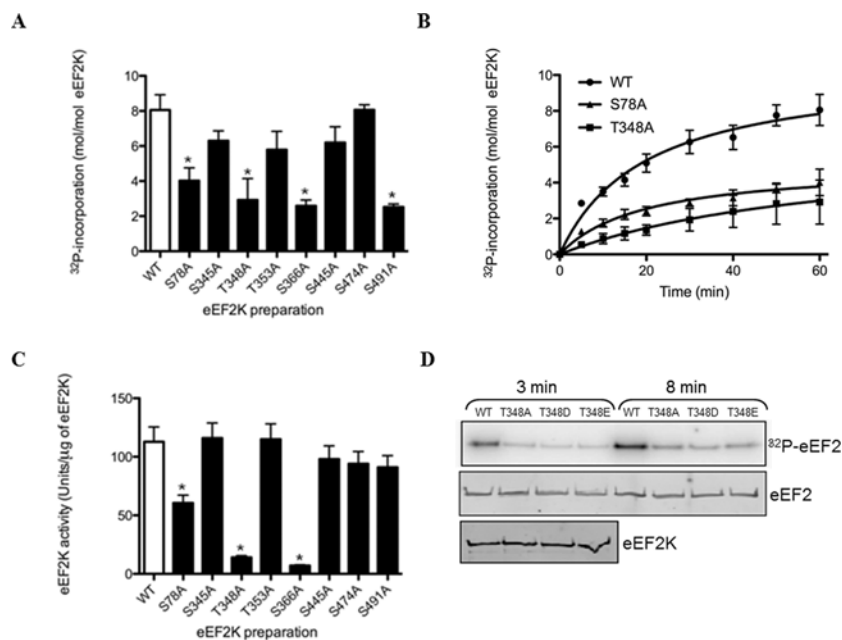 A
³²P-incorporation (mol/mol eEF2K)
10
8
6
4
2
0
WT
S78A
S345A
T348A
T353A
S366A
S445A
S474A
S491A
*
*
*
*
eEF2K preparation
B
³²P-incorporation (mol/mol eEF2K)
10
8
6
4
2
0
WT
S78A
T348A
0
20
40
60
Time (min)
C
eEF2K activity (Units/µg of eEF2K)
150
100
50
0
*
*
*
WT
S78A
S345A
T348A
T353A
S366A
S445A
S474A
S491A
eEF2K preparation
D
3 min 8 min
WT T348A T348D T348E WT T348A T348D T348E
³²P-eEF2
eEF2
eEF2K